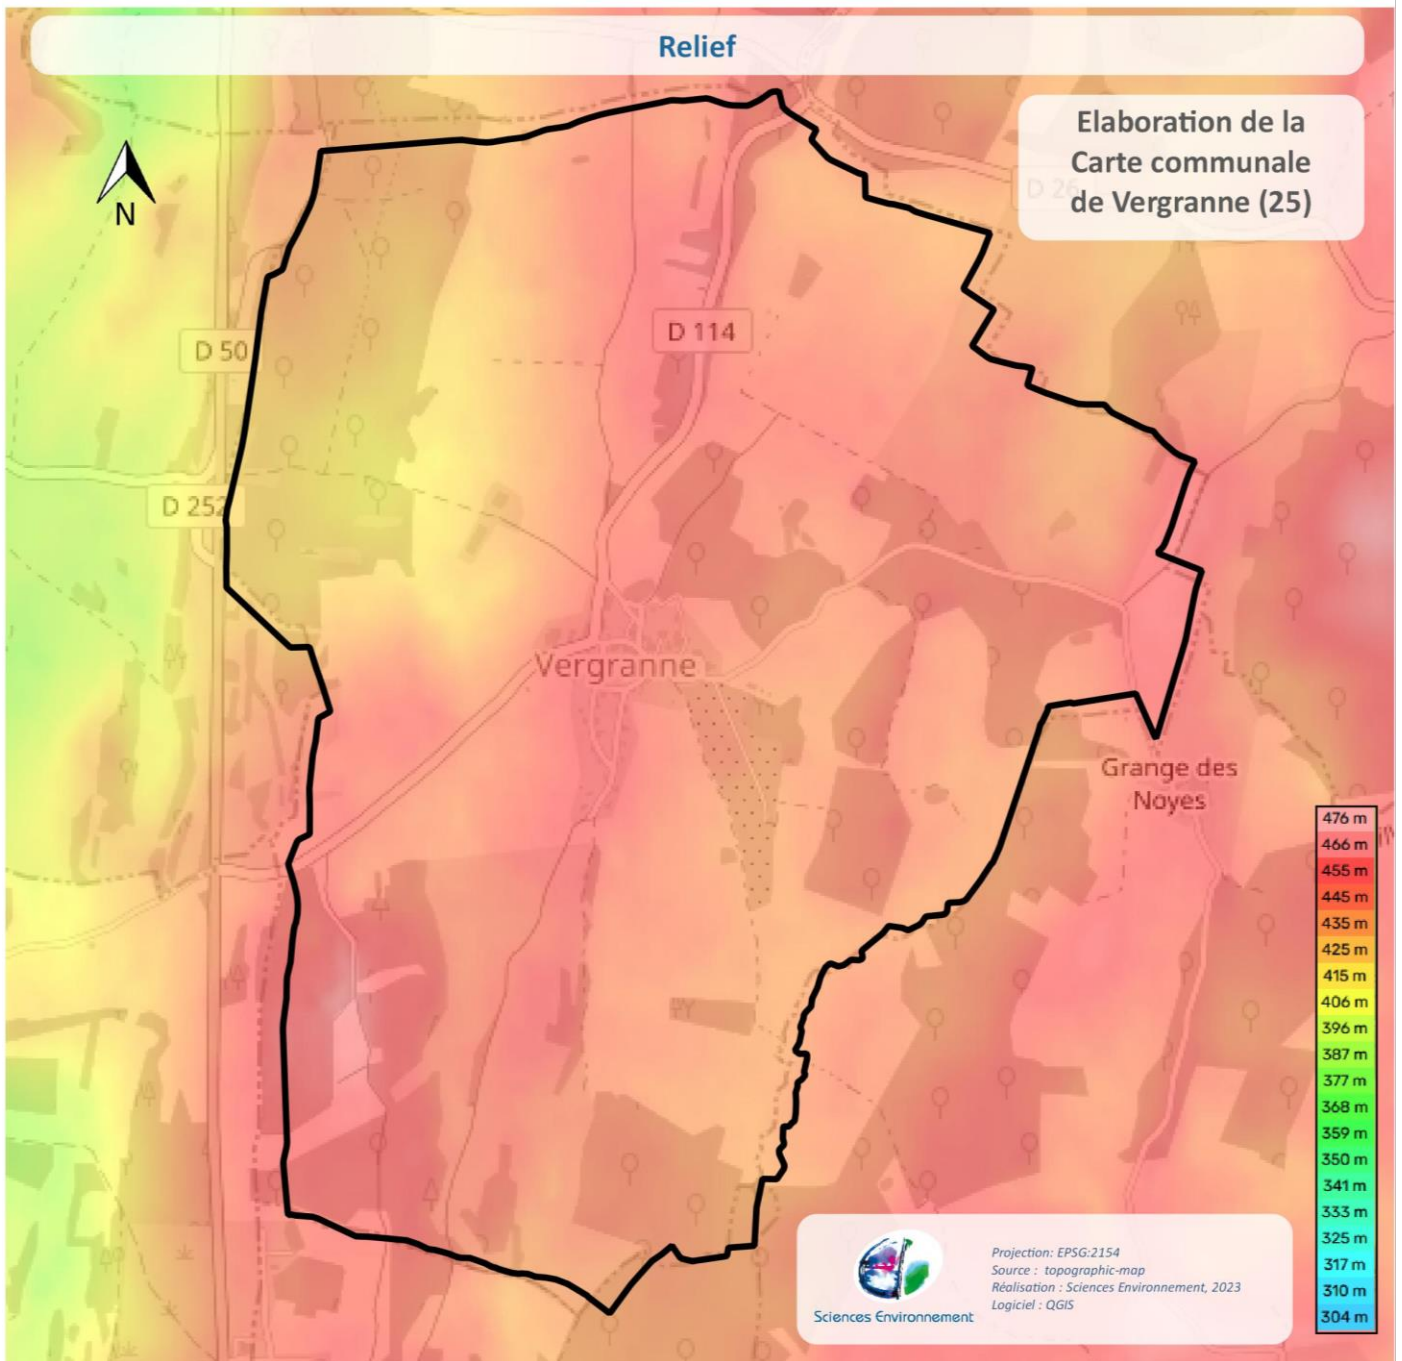 Relief
Elaboration de la
Carte communale
de Vergranne (25)
N
D 26
D 50
D 114
D 252
Vergranne
Grange des
Noyes
476 m
466 m
455 m
445 m
435 m
425 m
415 m
406 m
396 m
387 m
377 m
368 m
359 m
350 m
341 m
333 m
325 m
317 m
310 m
304 m
Projection: EPSG:2154
Source : topographic-map
Réalisation : Sciences Environnement, 2023
Logiciel : QGIS
Sciences Environnement